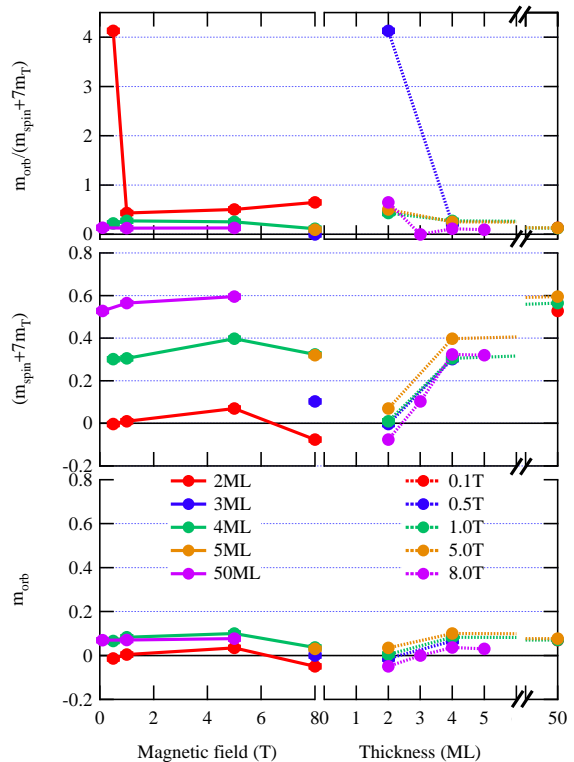 4
3
2
1
0
m_orb/(m_spin+7m_T)
0.8
0.6
0.4
0.2
0
-0.2
(m_spin+7m_T)
2ML
3ML
4ML
5ML
50ML
0.1T
0.5T
1.0T
5.0T
8.0T
0.8
0.6
0.4
0.2
0
-0.2
m_orb
0 2 4 6 80 1 2 3 4 5 50
Magnetic field (T) Thickness (ML)